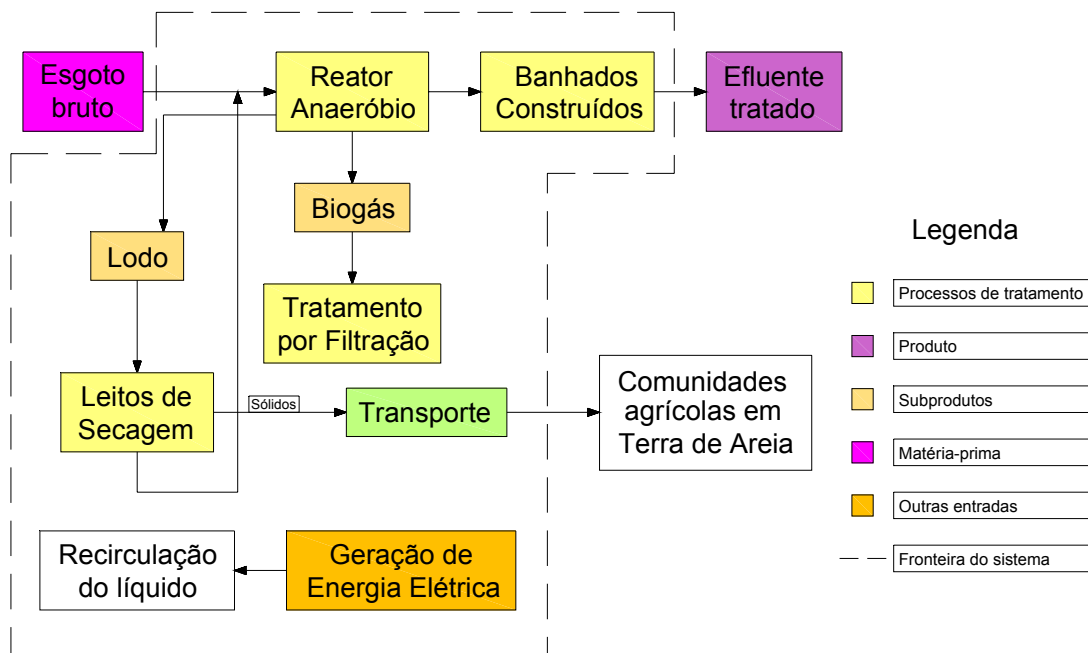 Esgoto
bruto
Reator
Anaeróbio
Banhados
Construídos
Efluente
tratado
Biogás
Lodo
Tratamento
por Filtração
Leitos de
Secagem
Sólidos
Transporte
Comunidades
agrícolas em
Terra de Areia
Recirculação
do líquido
Geração de
Energia Elétrica
Legenda
Processos de tratamento
Produto
Subprodutos
Matéria-prima
Outras entradas
Fronteira do sistema